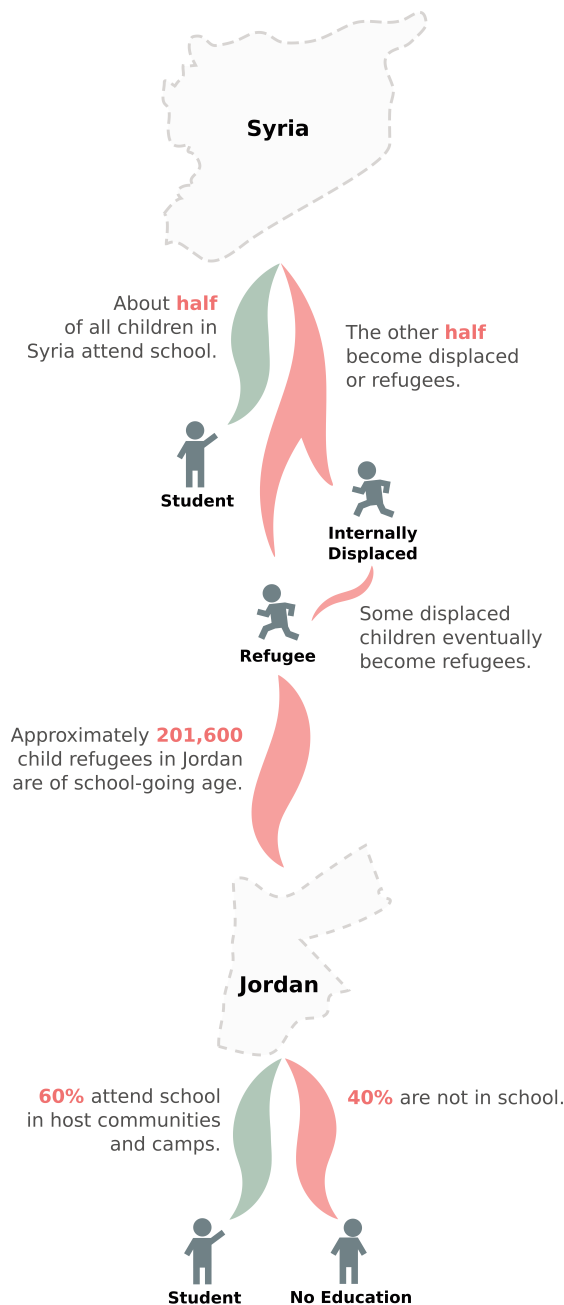 Syria
About half
of all children in
Syria attend school.
The other half
become displaced
or refugees.
Student
Internally
Displaced
Some displaced
children eventually
become refugees.
Refugee
Approximately 201,600
child refugees in Jordan
are of school-going age.
Jordan
60% attend school
in host communities
and camps.
40% are not in school.
Student
No Education